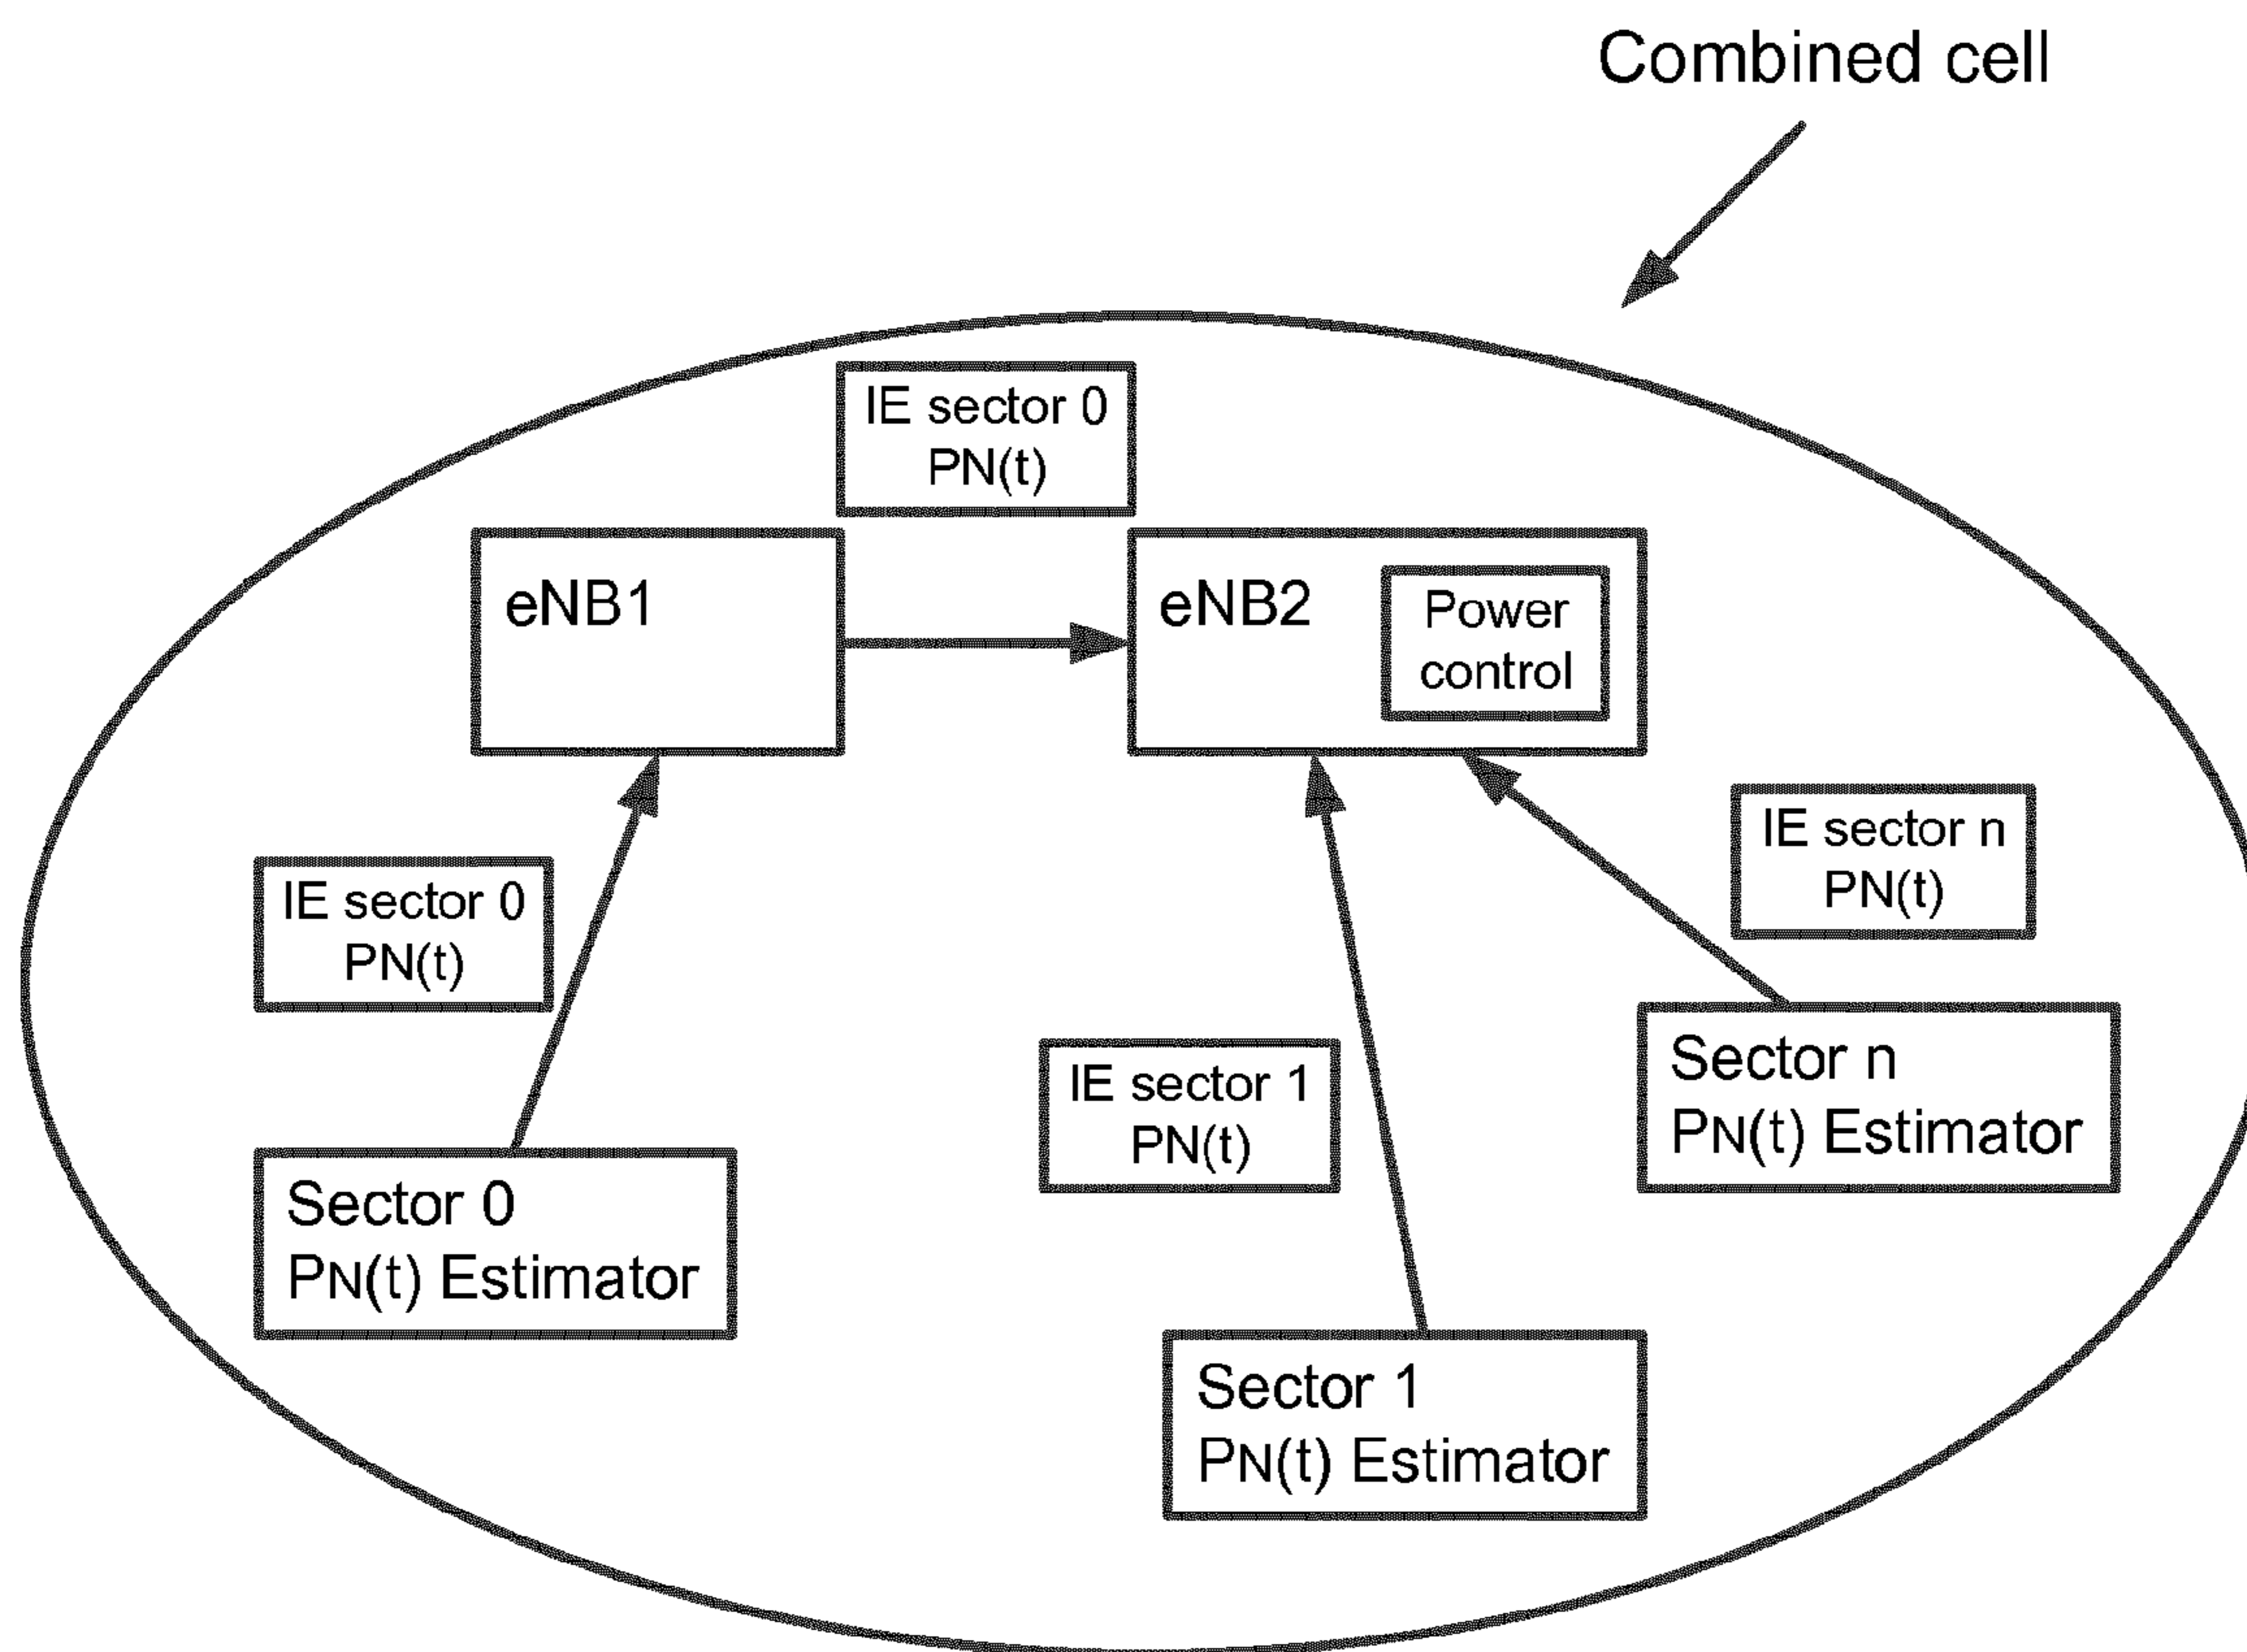 Combined cell
IE sector 0
PN(t)
eNB1
eNB2
Power
control
IE sector n
PN(t)
IE sector 0
PN(t)
Sector n
PN(t) Estimator
IE sector 1
PN(t)
Sector 0
PN(t) Estimator
Sector 1
PN(t) Estimator